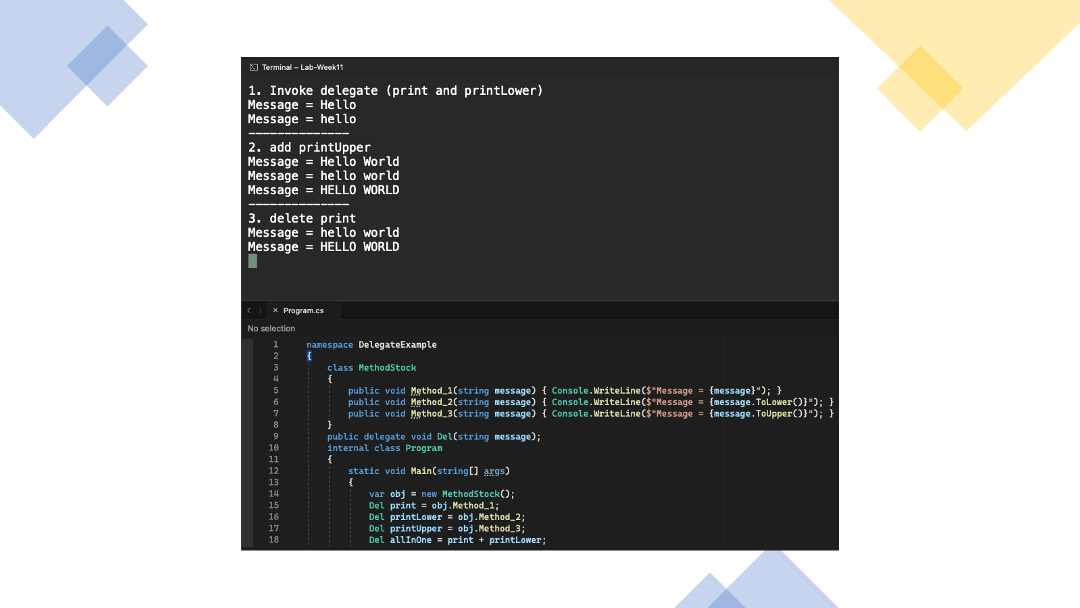 Terminal – Lab-Week11
1. Invoke delegate (print and printLower)
Message = Hello
Message = hello
--------------
2. add printUpper
Message = Hello World
Message = hello world
Message = HELLO WORLD
--------------
3. delete print
Message = hello world
Message = HELLO WORLD
< > × Program.cs
No selection
1 namespace DelegateExample
2 {
3 class MethodStock
4 {
5 public void Method_1(string message) { Console.WriteLine($"Message = {message}"); }
6 public void Method_2(string message) { Console.WriteLine($"Message = {message.ToLower()}"); }
7 public void Method_3(string message) { Console.WriteLine($"Message = {message.ToUpper()}"); }
8 }
9 public delegate void Del(string message);
10 internal class Program
11 {
12 static void Main(string[] args)
13 {
14 var obj = new MethodStock();
15 Del print = obj.Method_1;
16 Del printLower = obj.Method_2;
17 Del printUpper = obj.Method_3;
18 Del allInOne = print + printLower;